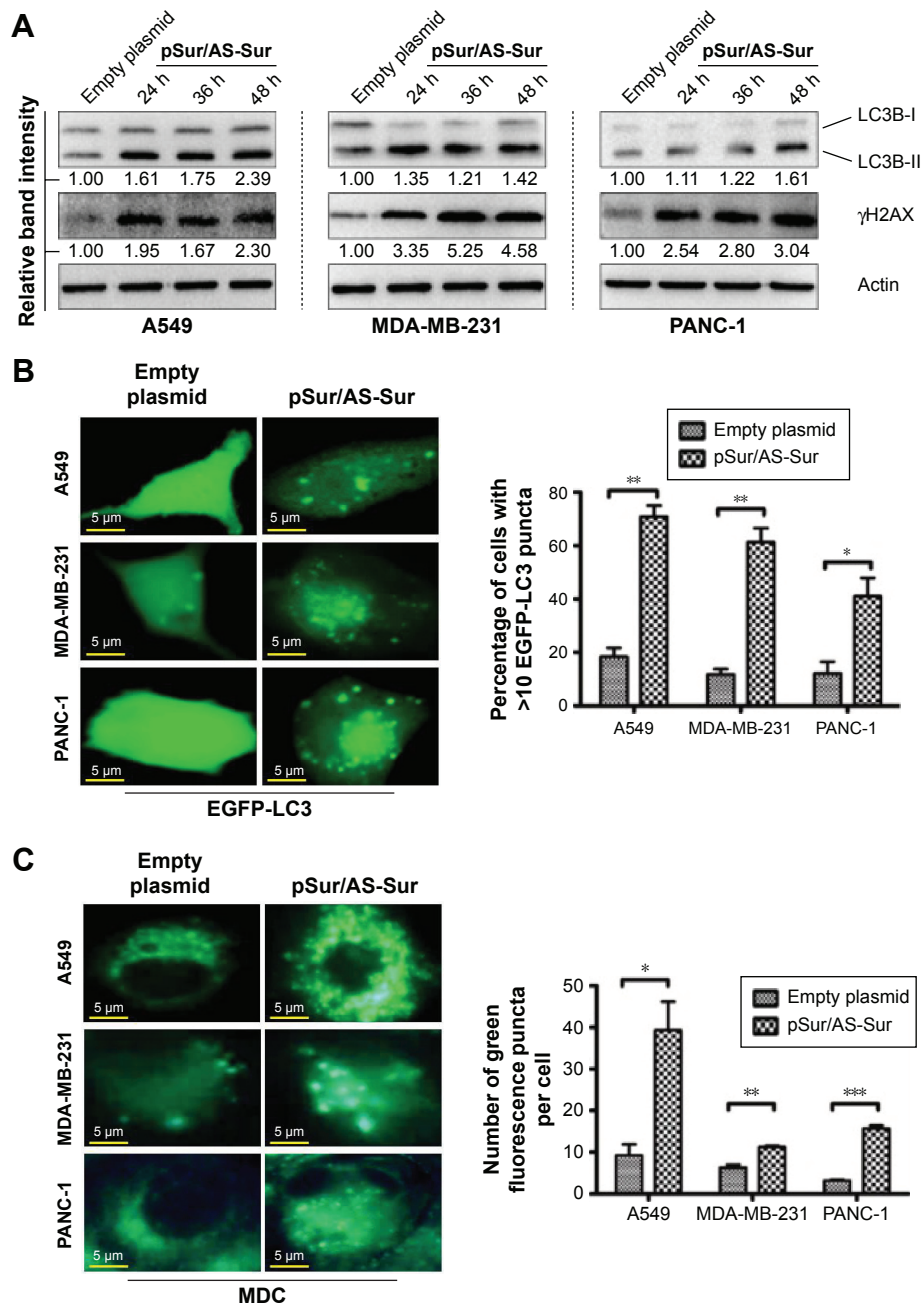 A
Empty plasmid
pSur/AS-Sur
24 h
36 h
48 h
Empty plasmid
pSur/AS-Sur
24 h
36 h
48 h
Empty plasmid
pSur/AS-Sur
24 h
36 h
48 h
Relative band intensity
LC3B-I
LC3B-II
1.00 1.61 1.75 2.39
1.00 1.35 1.21 1.42
1.00 1.11 1.22 1.61
γH2AX
1.00 1.95 1.67 2.30
1.00 3.35 5.25 4.58
1.00 2.54 2.80 3.04
Actin
A549
MDA-MB-231
PANC-1
B
Empty
plasmid
pSur/AS-Sur
A549
5 µm
5 µm
MDA-MB-231
5 µm
5 µm
PANC-1
5 µm
5 µm
EGFP-LC3
Empty plasmid
pSur/AS-Sur
Percentage of cells with
>10 EGFP-LC3 puncta
80
60
40
20
0
**
**
*
A549
MDA-MB-231
PANC-1
C
Empty
plasmid
pSur/AS-Sur
A549
5 µm
5 µm
MDA-MB-231
5 µm
5 µm
PANC-1
5 µm
5 µm
MDC
Empty plasmid
pSur/AS-Sur
Number of green
fluorescence puncta
per cell
50
40
30
20
10
0
*
**
***
A549
MDA-MB-231
PANC-1